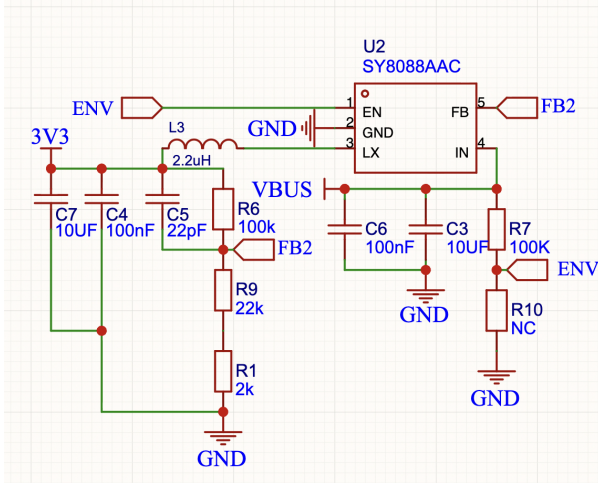 U2
SY8088AAC
ENV
1
EN
FB
5
FB2
GND
2
GND
3
LX
IN
4
3V3
L3
2.2uH
VBUS
C7
10UF
C4
100nF
C5
22pF
R6
100k
FB2
C6
100nF
C3
10UF
R7
100K
ENV
R9
22k
GND
R10
NC
R1
2k
GND
GND